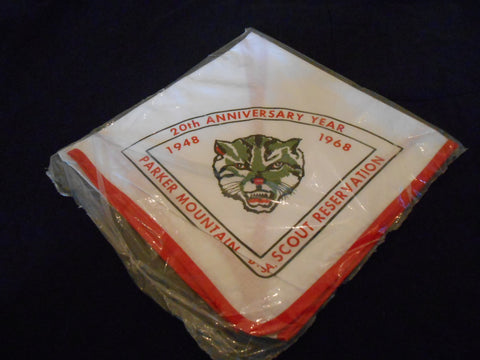 20th ANNIVERSARY YEAR
1948 1968
PARKER MOUNTAIN
SCOUT RESERVATION